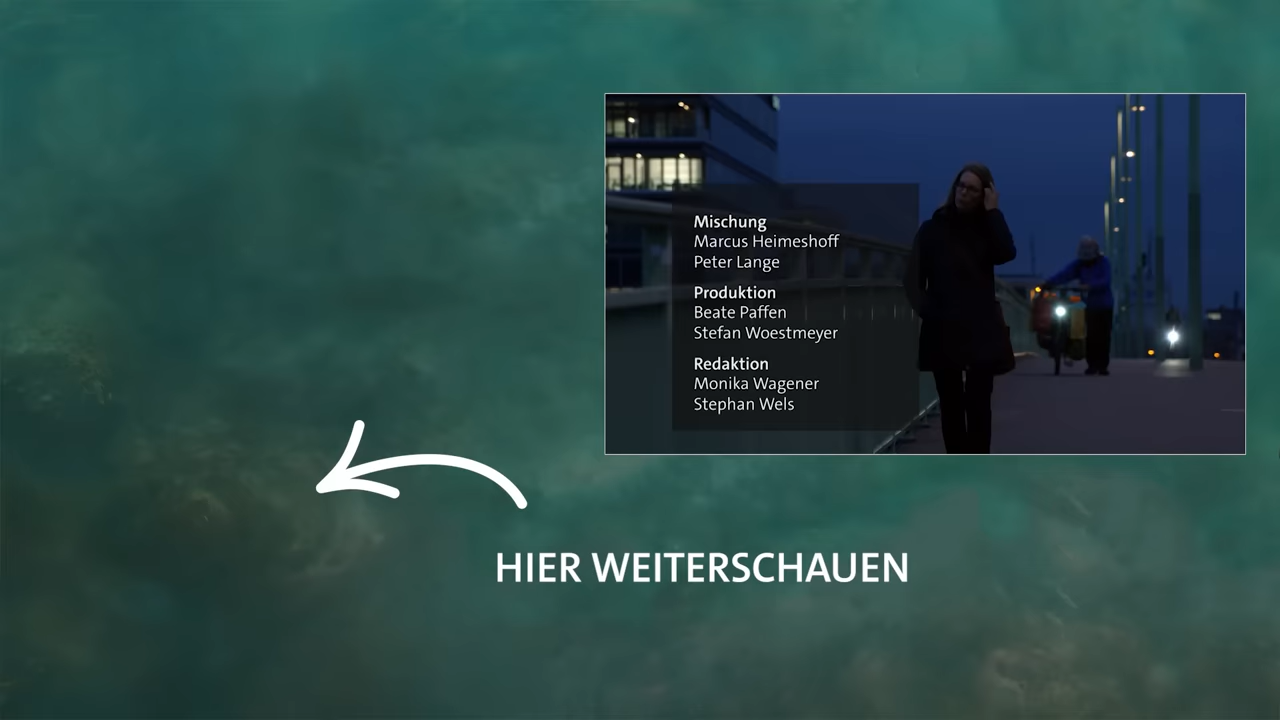 Mischung
Marcus Heimeshoff
Peter Lange
Produktion
Beate Paffen
Stefan Woestmeyer
Redaktion
Monika Wagener
Stephan Wels
HIER WEITERSCHAUEN